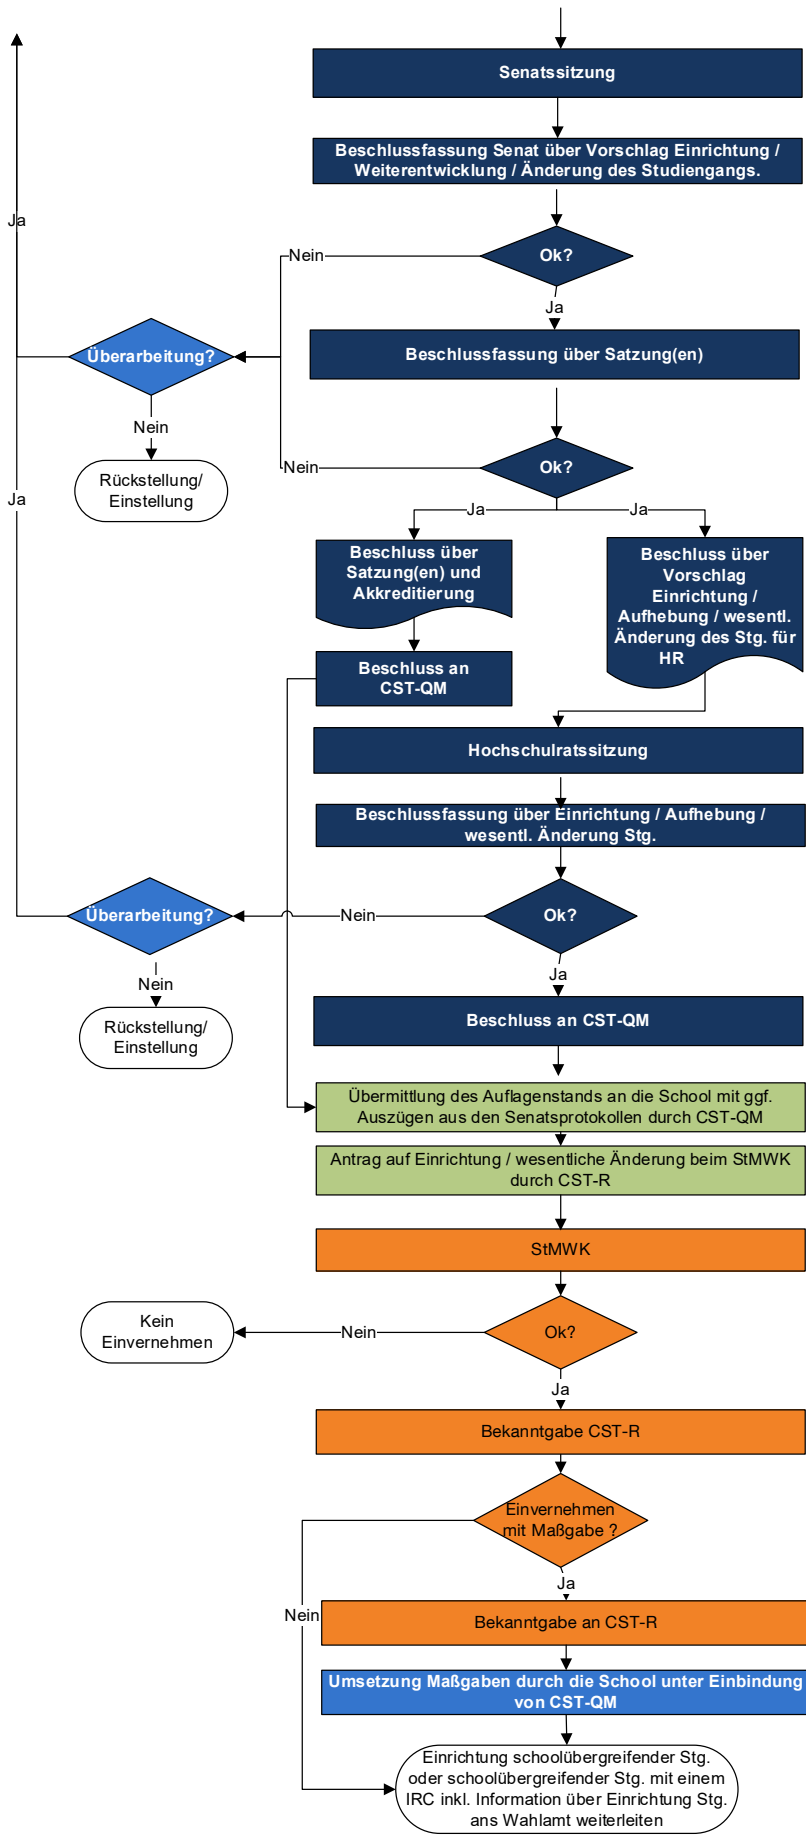 Senatssitzung
Beschlussfassung Senat über Vorschlag Einrichtung /
Weiterentwicklung / Änderung des Studiengangs.
Ja
Ok?
Nein
Ja
Überarbeitung?
Beschlussfassung über Satzung(en)
Nein
Rückstellung/
Einstellung
Ok?
Nein
Ja
Ja
Ja
Beschluss über
Satzung(en) und
Akkreditierung
Beschluss über
Vorschlag
Einrichtung /
Aufhebung / wesentl.
Änderung des Stg. für
HR
Beschluss an
CST-QM
Hochschulratssitzung
Beschlussfassung über Einrichtung / Aufhebung /
wesentl. Änderung Stg.
Überarbeitung?
Nein
Ok?
Nein
Ja
Rückstellung/
Einstellung
Beschluss an CST-QM
Übermittlung des Auflagenstands an die School mit ggf.
Auszügen aus den Senatsprotokollen durch CST-QM
Antrag auf Einrichtung / wesentliche Änderung beim StMWK
durch CST-R
StMWK
Kein
Einvernehmen
Nein
Ok?
Ja
Bekanntgabe CST-R
Einvernehmen
mit Maßgabe ?
Ja
Nein
Bekanntgabe an CST-R
Umsetzung Maßgaben durch die School unter Einbindung
von CST-QM
Einrichtung schoolübergreifender Stg.
oder schoolübergreifender Stg. mit einem
IRC inkl. Information über Einrichtung Stg.
ans Wahlamt weiterleiten